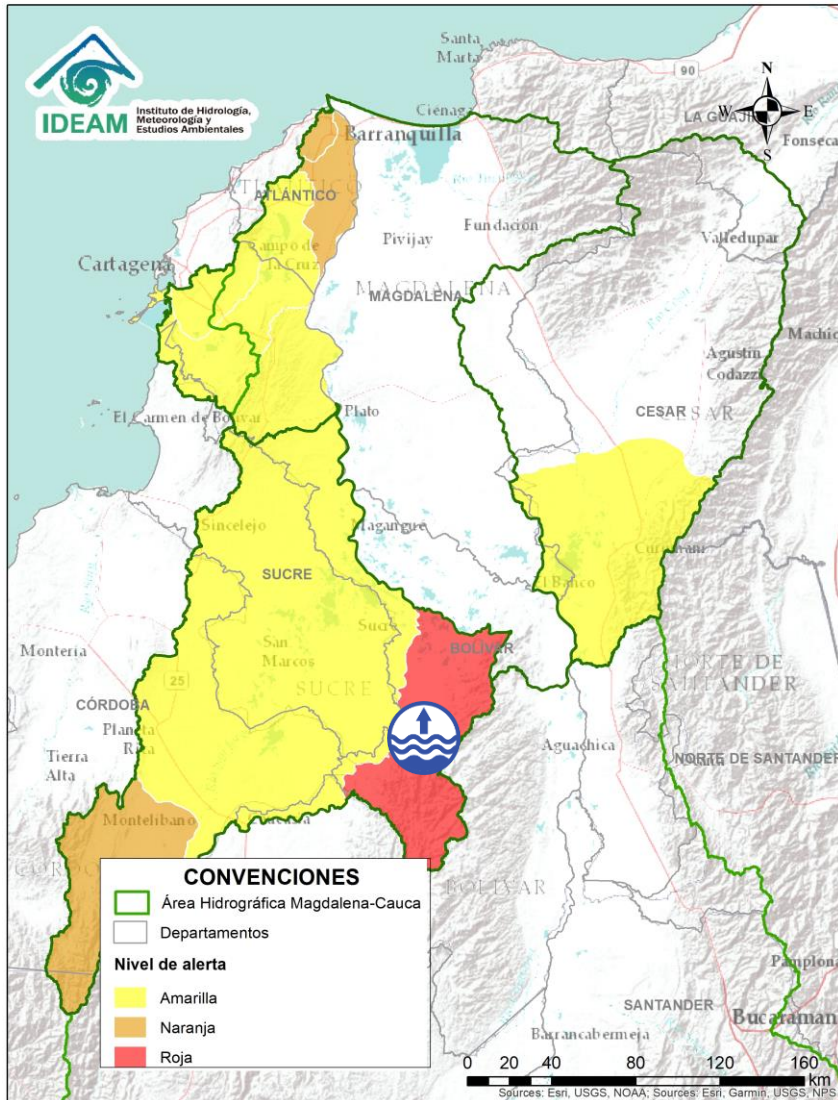 IDEAM
Instituto de Hidrología,
Meteorología y
Estudios Ambientales
Santa
Marta
90
N
W
E
S
LA GUAJI
Ciénaga
Barranquilla
Fonseca
ATLÁNTICO
Fundación
Valledupar
Pivijay
Campo de
la Cruz
Cartagena
MAGDALENA
MAGDALENA
Agustín
Codazzi
CESAR
El Carmen de Bolívar
Plato
Sincelejo
Magangue
Curumaní
SUCRE
El Banco
Sucre
San
Marcos
BOLÍVAR
Montería
SUCRE
25
NORTE DE
SANTANDER
CÓRDOBA
Planeta
Rica
Tierra
Alta
Aguachica
NORTE DE SANTANDER
Montelíbano
BOLÍVAR
CONVENCIONES
Área Hidrográfica Magdalena-Cauca
Departamentos
Nivel de alerta
Amarilla
Naranja
Roja
Pamplona
SANTANDER
Bucaraman
Barrancabermeja
0 20 40 80 120 160
km
Sources: Esri, USGS, NOAA; Sources: Esri, Garmin, USGS, NPS